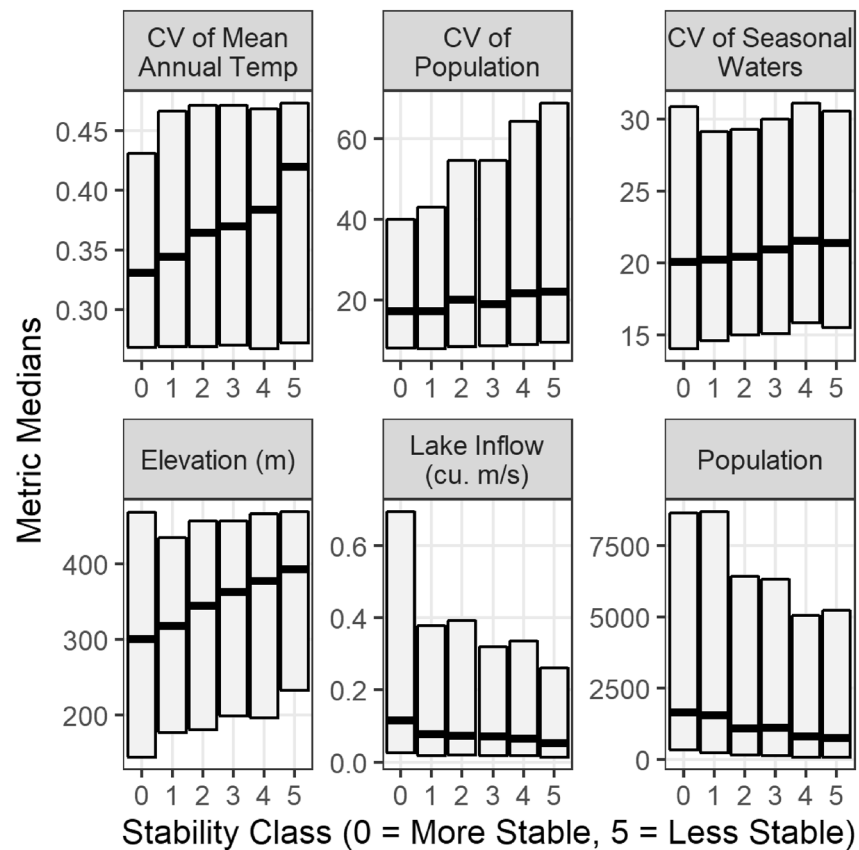 CV of Mean
Annual Temp
CV of
Population
CV of Seasonal
Waters
0.45
0.40
0.35
0.30
60
40
20
30
25
20
15
0 1 2 3 4 5
0 1 2 3 4 5
0 1 2 3 4 5
Metric Medians
Elevation (m)
Lake Inflow
(cu. m/s)
Population
400
300
200
0.6
0.4
0.2
0.0
7500
5000
2500
0
0 1 2 3 4 5
0 1 2 3 4 5
0 1 2 3 4 5
Stability Class (0 = More Stable, 5 = Less Stable)